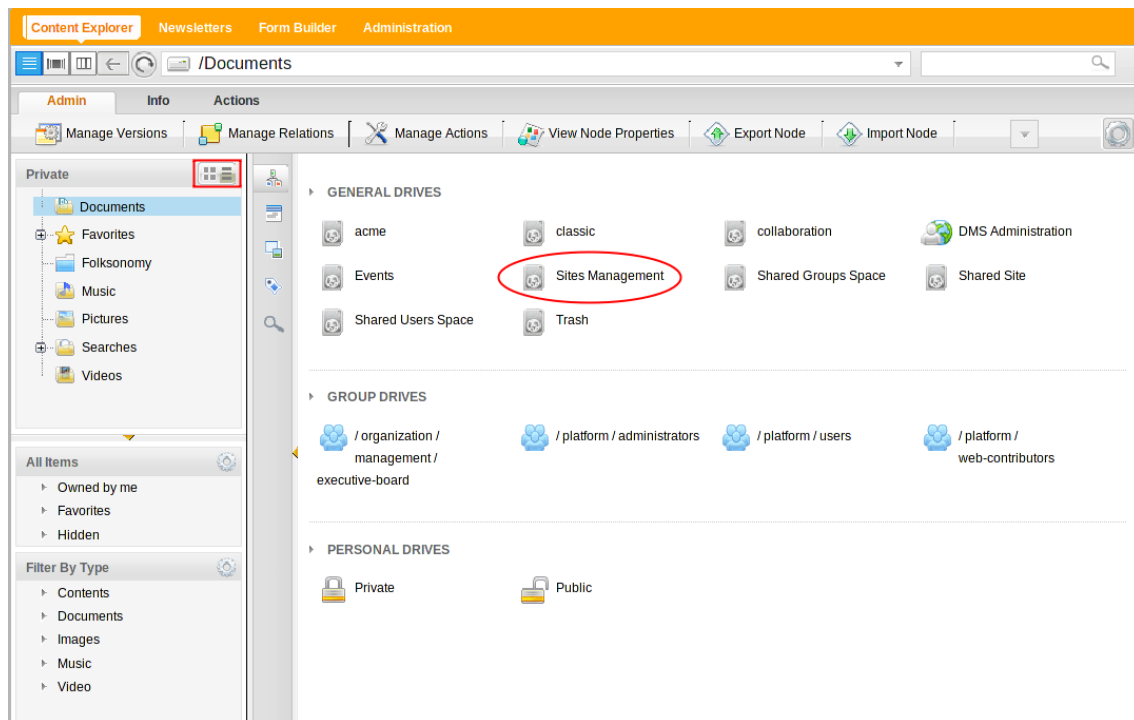 Content Explorer Newsletters Form Builder Administration
/Documents
Admin Info Actions
Manage Versions Manage Relations Manage Actions View Node Properties Export Node Import Node
Private
Documents
Favorites
Folksonomy
Music
Pictures
Searches
Videos
All Items
Owned by me
Favorites
Hidden
Filter By Type
Contents
Documents
Images
Music
Video
GENERAL DRIVES
acme classic collaboration DMS Administration
Events Sites Management Shared Groups Space Shared Site
Shared Users Space Trash
GROUP DRIVES
/ organization / / platform / administrators / platform / users / platform /
management / web-contributors
executive-board
PERSONAL DRIVES
Private Public